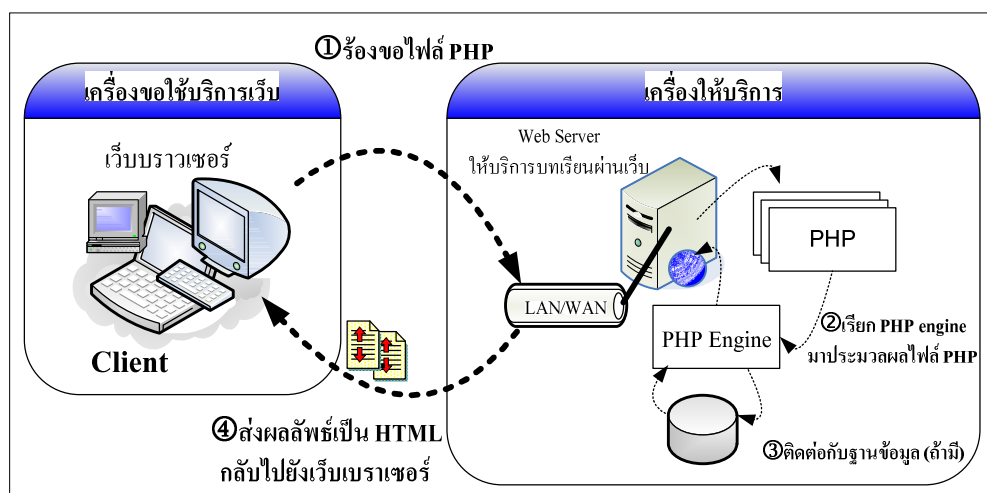 ①ร้องขอไฟล์ PHP
เครื่องขอใช้บริการเว็บ
เครื่องให้บริการ
เว็บบราวเซอร์
Client
Web Server
ให้บริการบทเรียนผ่านเว็บ
PHP
LAN/WAN
PHP Engine
②เรียก PHP engine
มาประมวลผลไฟล์ PHP
③ติดต่อกับฐานข้อมูล (ถ้ามี)
④ส่งผลลัพธ์เป็น HTML
กลับไปยังเว็บเบราเซอร์